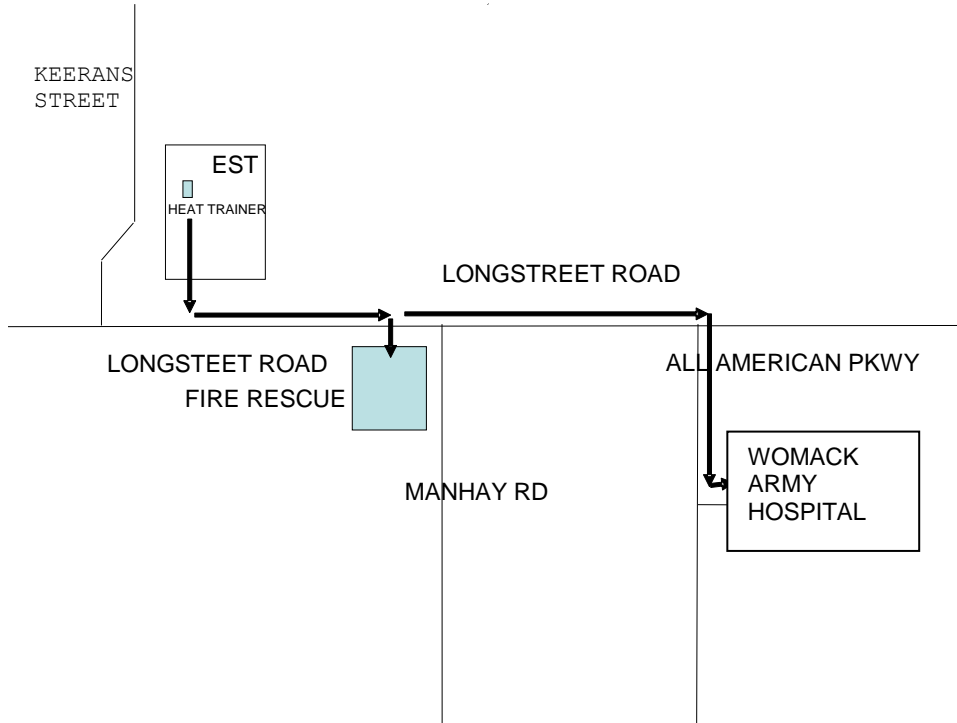 KEERANS
STREET
EST
HEAT TRAINER
LONGSTREET ROAD
LONGSTEET ROAD
ALL AMERICAN PKWY
FIRE RESCUE
WOMACK
ARMY
HOSPITAL
MANHAY RD